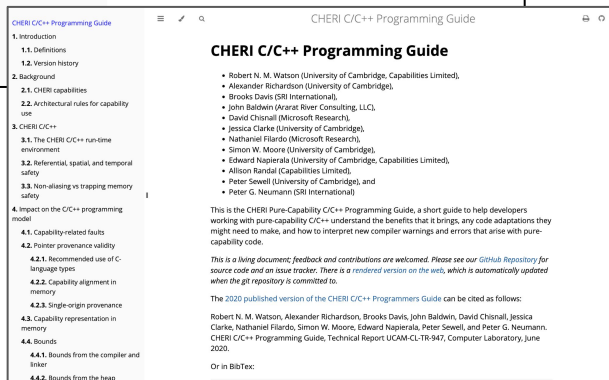 CHERI C/C++ Programming Guide
1. Introduction
1.1. Definitions
1.2. Version history
2. Background
2.1. CHERI capabilities
2.2. Architectural rules for capability
use
3. CHERI C/C++
3.1. The CHERI C/C++ run-time
environment
3.2. Referential, spatial, and temporal
safety
3.3. Non-aliasing vs trapping memory
safety
4. Impact on the C/C++ programming
model
4.1. Capability-related faults
4.2. Pointer provenance validity
4.2.1. Recommended use of C-
language types
4.2.2. Capability alignment in
memory
4.2.3. Single-origin provenance
4.3. Capability representation in
memory
4.4. Bounds
4.4.1. Bounds from the compiler and
linker
4.4.2. Bounds from the heap
CHERI C/C++ Programming Guide
CHERI C/C++ Programming Guide
• Robert N. M. Watson (University of Cambridge, Capabilities Limited),
• Alexander Richardson (University of Cambridge),
• Brooks Davis (SRI International),
• John Baldwin (Ararat River Consulting, LLC),
• David Chisnall (Microsoft Research),
• Jessica Clarke (University of Cambridge),
• Nathaniel Filardo (Microsoft Research),
• Simon W. Moore (University of Cambridge),
• Edward Napierala (University of Cambridge, Capabilities Limited),
• Allison Randal (Capabilities Limited),
• Peter Sewell (University of Cambridge), and
• Peter G. Neumann (SRI International)
This is the CHERI Pure-Capability C/C++ Programming Guide, a short guide to help developers
working with pure-capability C/C++ understand the benefits that it brings, any code adaptations they
might need to make, and how to interpret new compiler warnings and errors that arise with pure-
capability code.
This is a living document; feedback and contributions are welcomed. Please see our GitHub Repository for
source code and an issue tracker. There is a rendered version on the web, which is automatically updated
when the git repository is committed to.
The 2020 published version of the CHERI C/C++ Programmers Guide can be cited as follows:
Robert N. M. Watson, Alexander Richardson, Brooks Davis, John Baldwin, David Chisnall, Jessica
Clarke, Nathaniel Filardo, Simon W. Moore, Edward Napierala, Peter Sewell, and Peter G. Neumann.
CHERI C/C++ Programming Guide, Technical Report UCAM-CL-TR-947, Computer Laboratory, June
2020.
Or in BibTex: